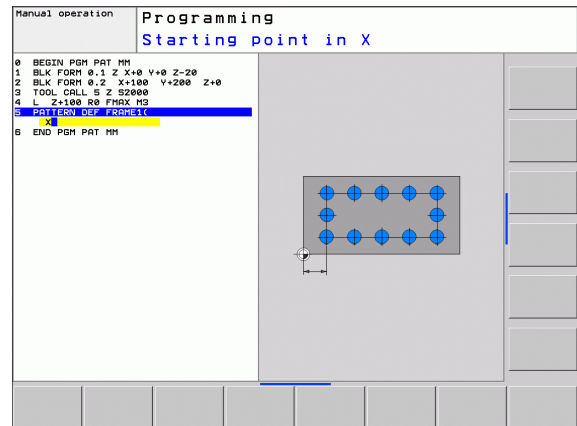 Manual operation
Programming
Starting point in X
0 BEGIN PGM PAT MM
1 BLK FORM 0.1 Z X+0 Y+0 Z-20
2 BLK FORM 0.2 X+100 Y+200 Z+0
3 TOOL CALL 5 Z S2000
4 L Z+100 R0 FMAX M3
5 PATTERN DEF FRAME1(
X
6 END PGM PAT MM